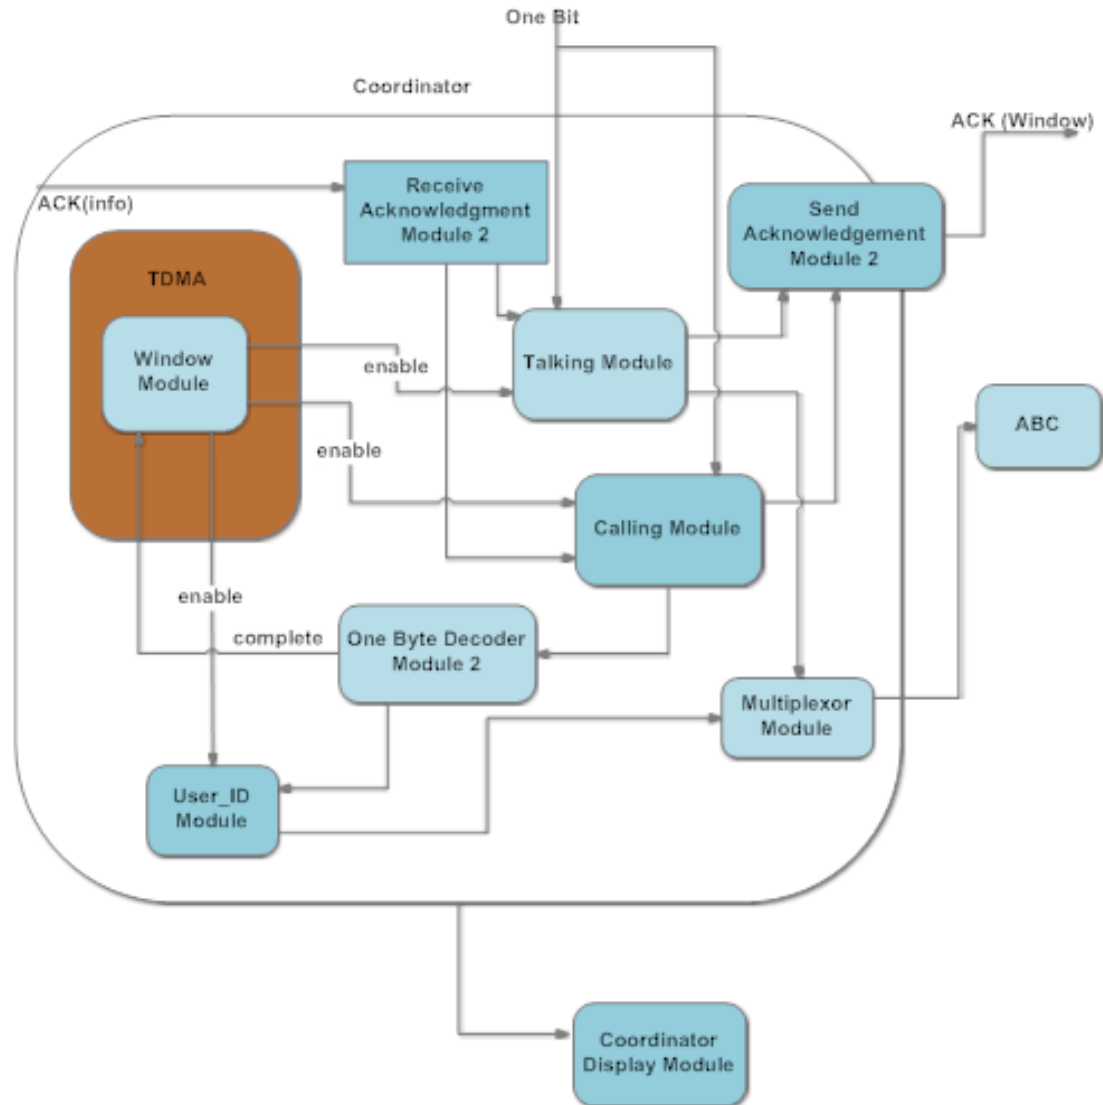 One Bit
Coordinator
ACK (Window)
ACK(info)
Receive
Acknowledgment
Module 2
Send
Acknowledgement
Module 2
TDMA
Window
Module
enable
Talking Module
ABC
enable
Calling Module
enable
complete
One Byte Decoder
Module 2
Multiplexor
Module
User_ID
Module
Coordinator
Display Module